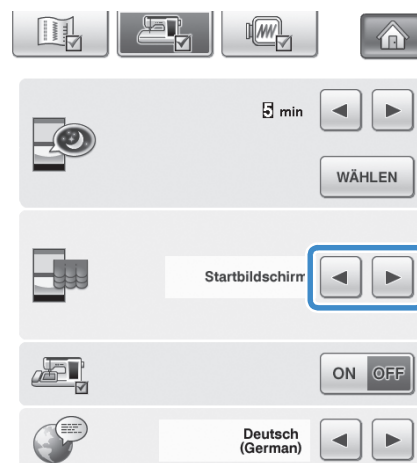 5 min
WÄHLEN
Startbildschirm
ON OFF
Deutsch
(German)